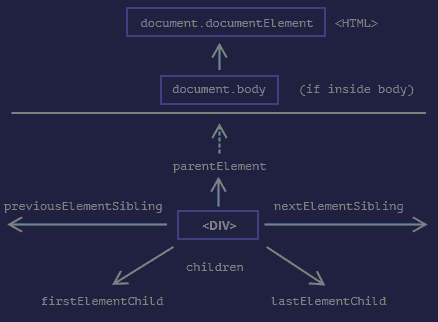 document.documentElement <HTML>
document.body (if inside body)
parentElement
previousElementSibling nextElementSibling
<DIV>
children
firstElementChild lastElementChild